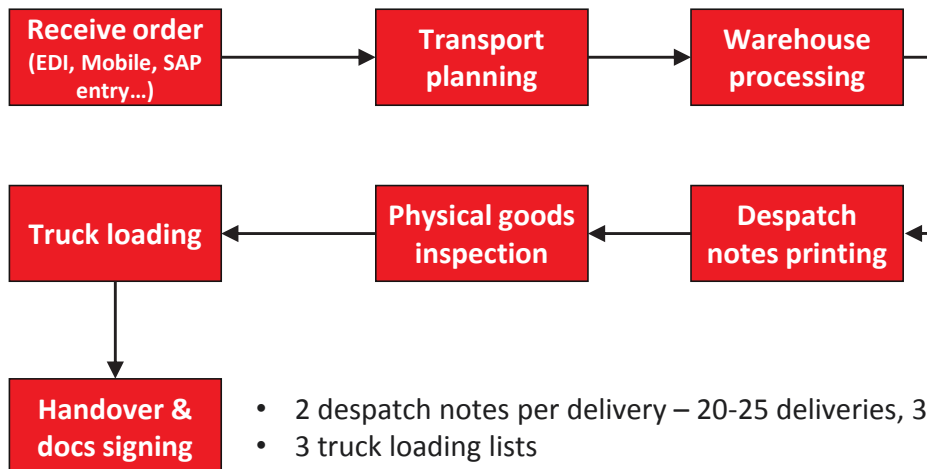 Receive order
(EDI, Mobile, SAP
entry...)
Transport
planning
Warehouse
processing
Truck loading
Physical goods
inspection
Despatch
notes printing
Handover &
docs signing
• 2 despatch notes per delivery – 20-25 deliveries, 3
• 3 truck loading lists